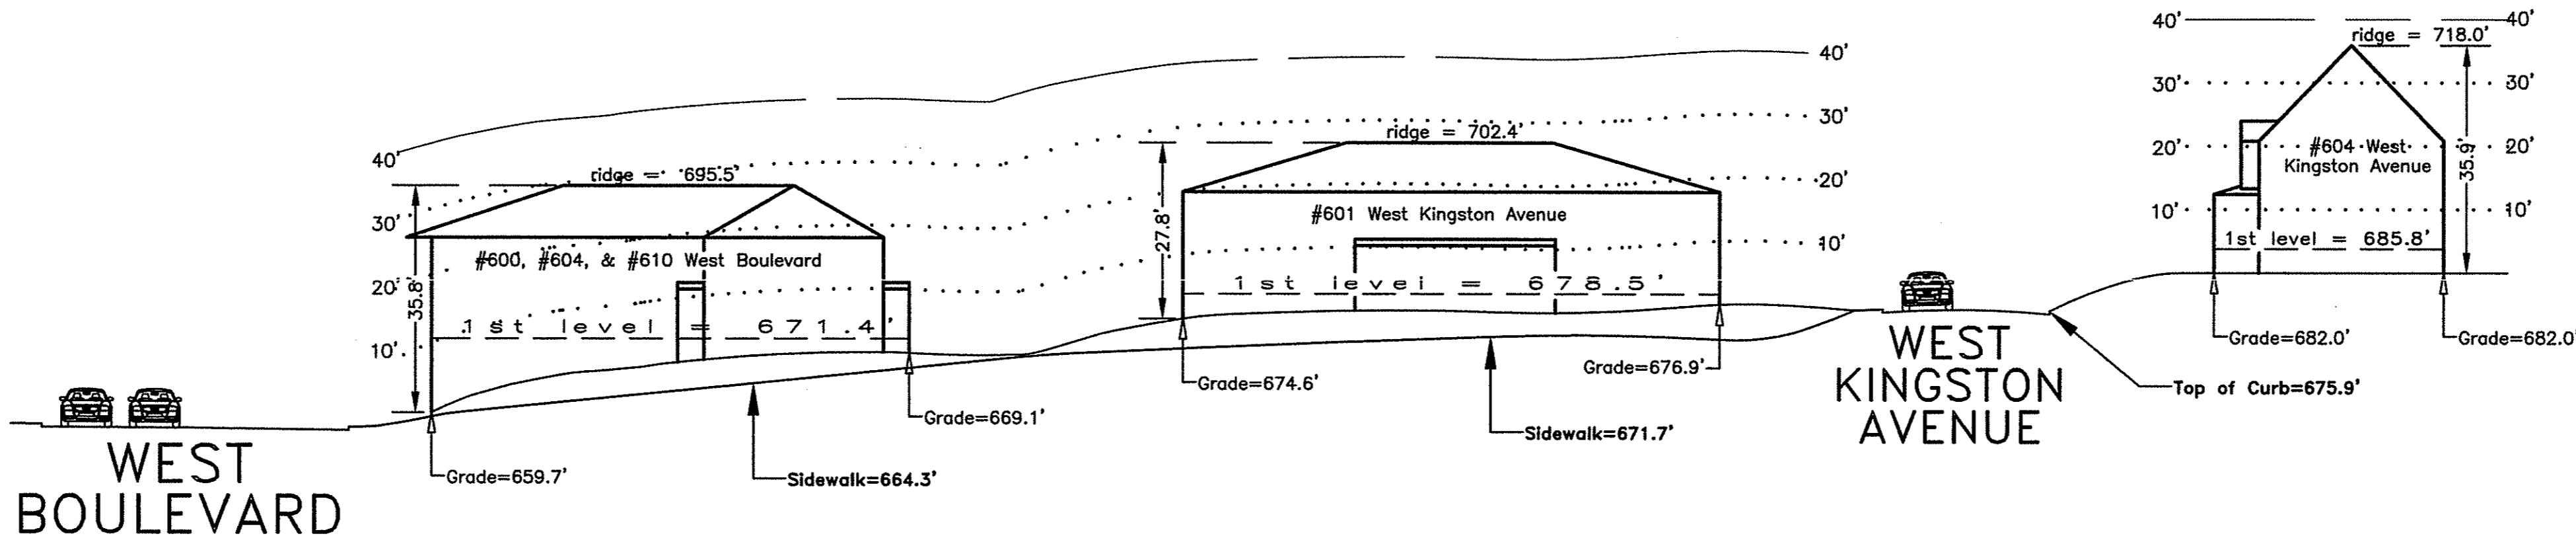 40'
30'
20'
10'
35.8'
ridge = 695.5'
#600, #604, & #610 West Boulevard
1st level = 671.4'
Grade=659.7'
Sidewalk=664.3'
Grade=669.1'
WEST
BOULEVARD
27.8'
ridge = 702.4'
#601 West Kingston Avenue
1st level = 678.5'
Grade=674.6'
Sidewalk=671.7'
Grade=676.9'
40'
30'
20'
10'
WEST
KINGSTON
AVENUE
Top of Curb=675.9'
40'
30'
20'
10'
ridge = 718.0'
#604 West
Kingston Avenue
1st level = 685.8'
35.9'
40'
30'
20'
10'
Grade=682.0'
Grade=682.0'